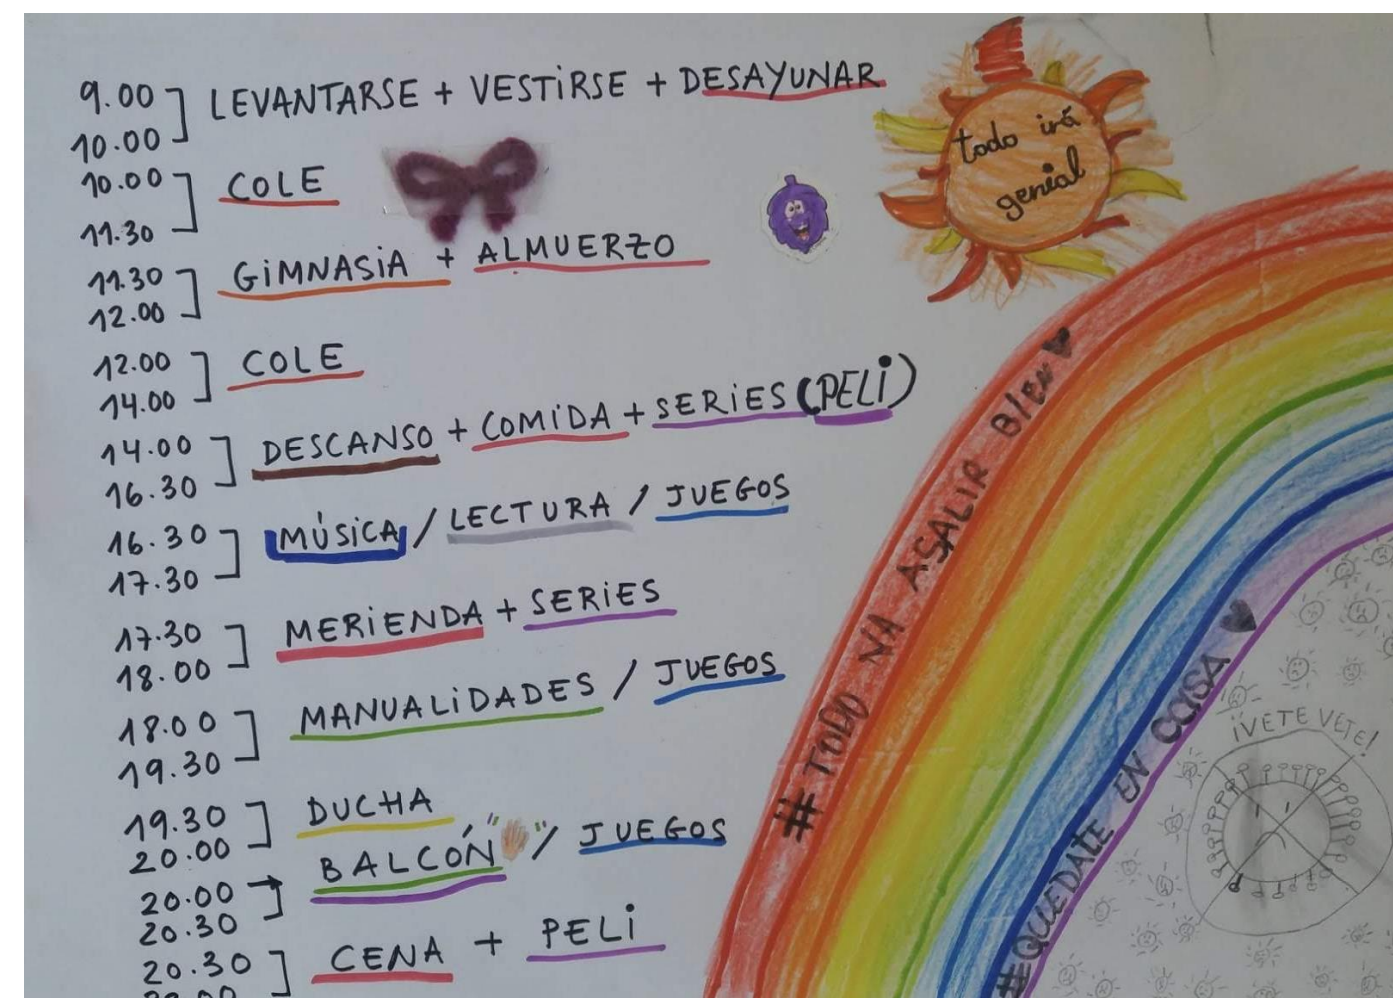 9.00 LEVANTARSE + VESTIRSE + DESAYUNAR
10.00
10.00 COLE
11.30
11.30 GIMNASIA + ALMUERZO
12.00
12.00 COLE
14.00
14.00 DESCANSO + COMIDA + SERIES (PELI)
16.30
16.30 MÚSICA / LECTURA / JUEGOS
17.30
17.30 MERIENDA + SERIES
18.00
18.00 MANUALIDADES / JUEGOS
19.30
19.30 DUCHA
20.00
20.00 BALCÓN " " / JUEGOS
20.30
20.30 CENA + PELI
todo irá
genial
# TODO NA ASALIR BIEN
#QUEDATE EN CASA
¡VETE VETE!